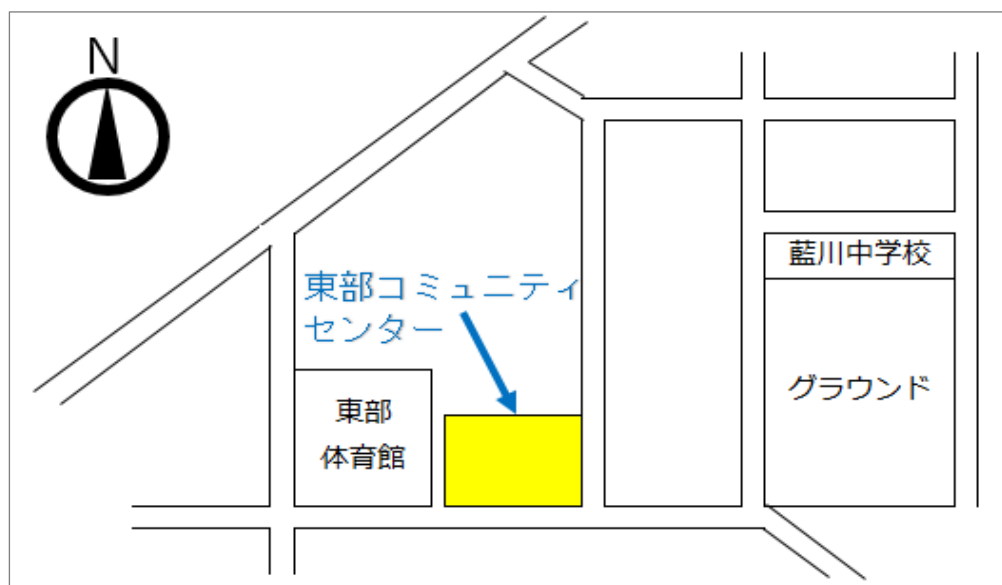 N
藍川中学校
東部コミュニティ
センター
グラウンド
東部
体育館